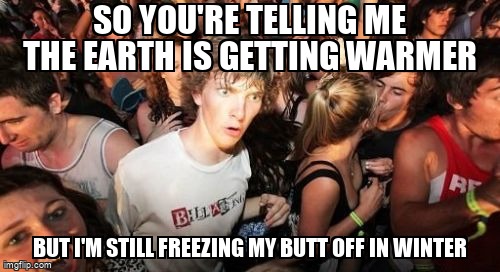 SO YOU'RE TELLING ME
THE EARTH IS GETTING WARMER
BUT I'M STILL FREEZING MY BUTT OFF IN WINTER
imgflip.com